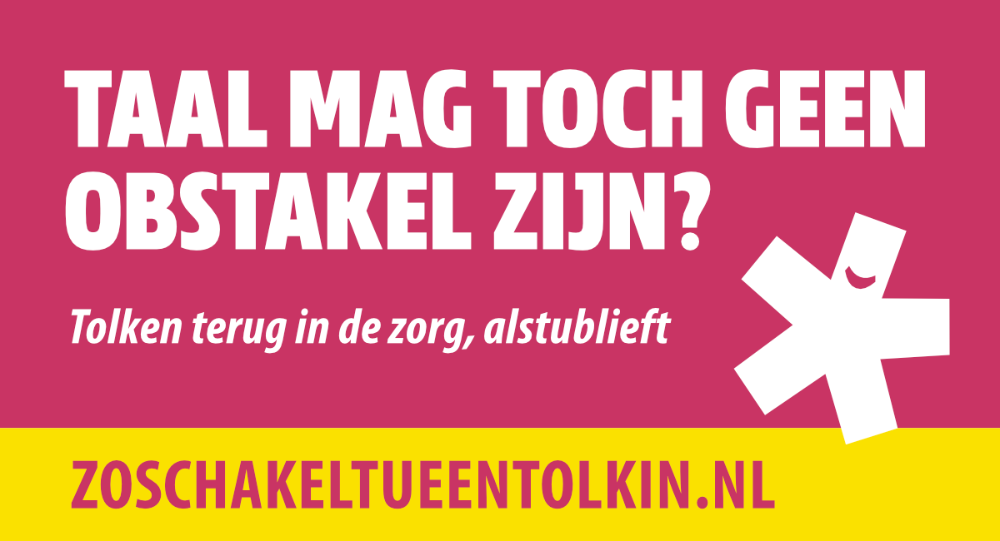 TAAL MAG TOCH GEEN
OBSTAKEL ZIJN?
Tolken terug in de zorg, alstublieft
ZOSCHAKELTUEENTOLKIN.NL